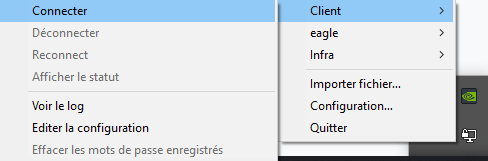 Connecter
Déconnecter
Reconnect
Afficher le statut
Voir le log
Editer la configuration
Effacer les mots de passe enregistrés
Client
eagle
Infra
Importer fichier...
Configuration...
Quitter